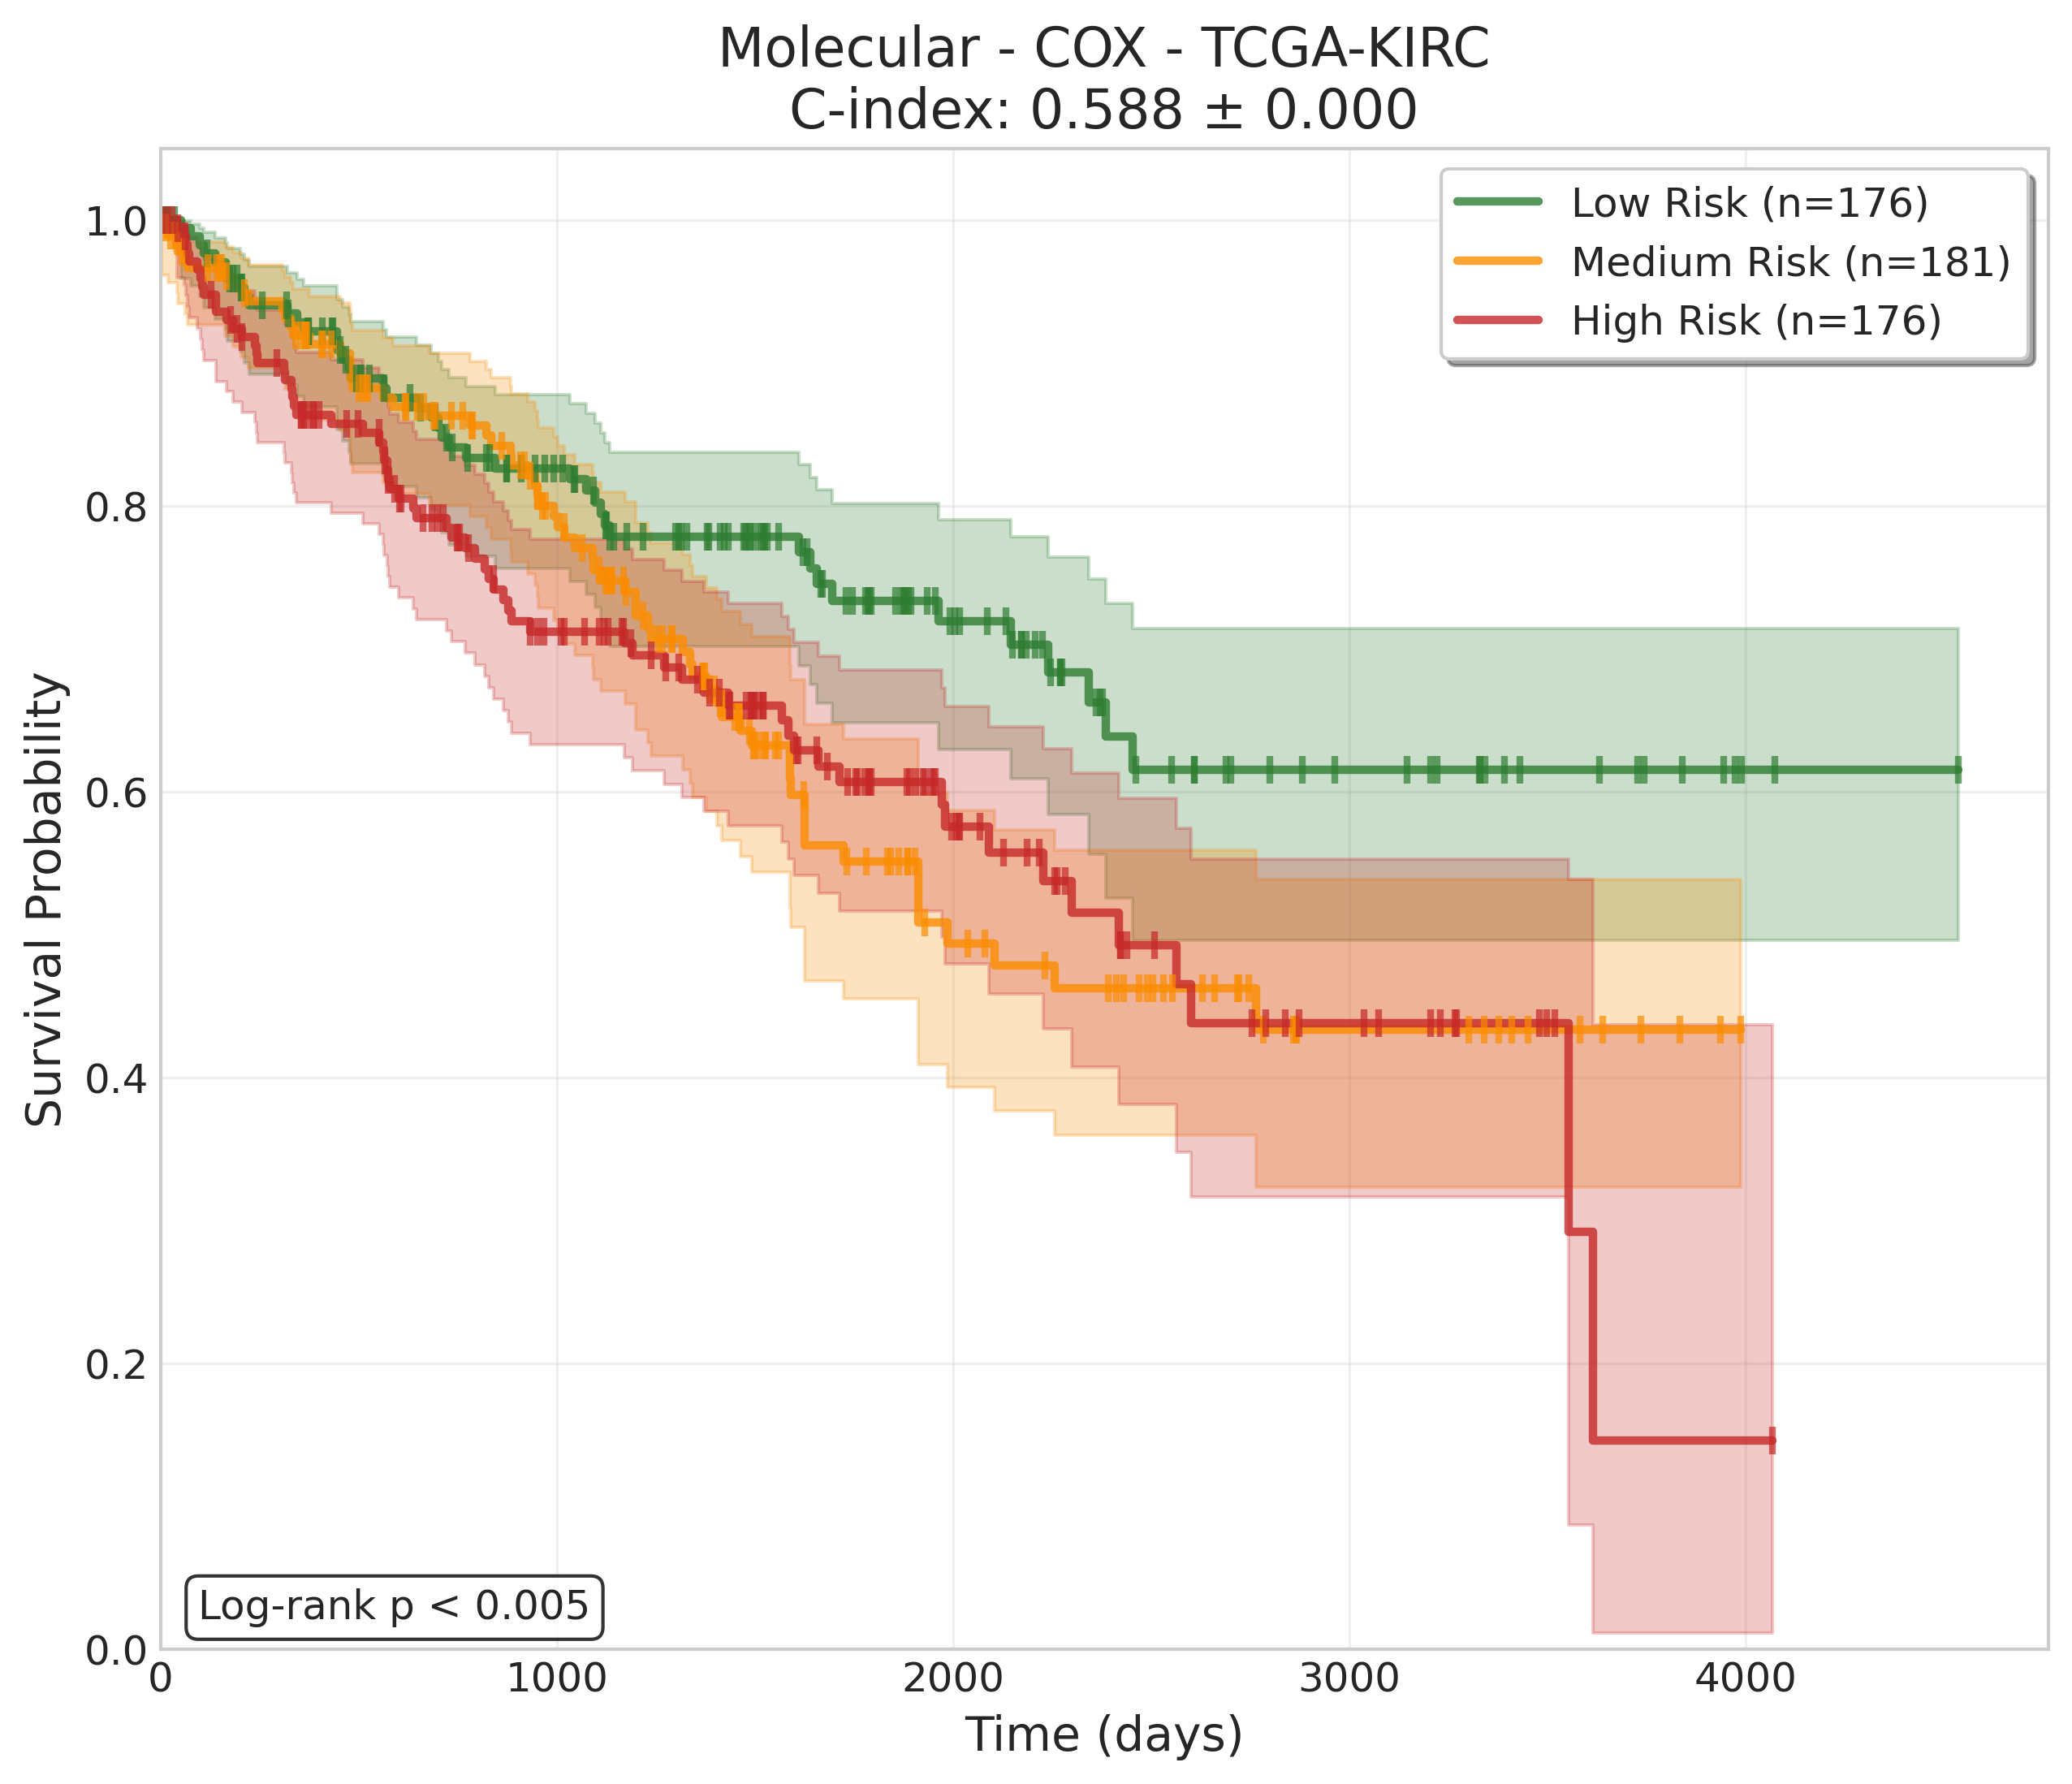 Molecular - COX - TCGA-KIRC
C-index: 0.588 ± 0.000
Low Risk (n=176)
Medium Risk (n=181)
High Risk (n=176)
Survival Probability
1.0
0.8
0.6
0.4
0.2
0.0
Log-rank p < 0.005
0 1000 2000 3000 4000
Time (days)